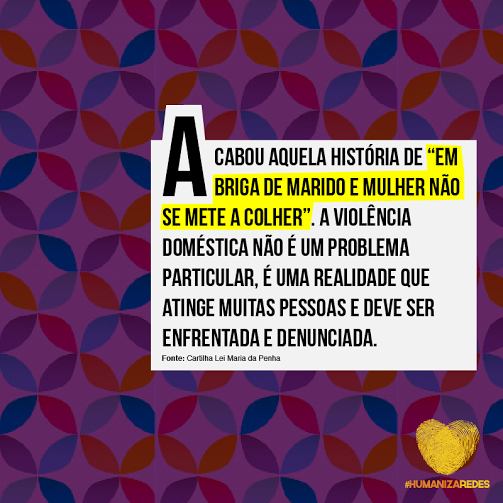 ACABOU AQUELA HISTÓRIA DE “EM
BRIGA DE MARIDO E MULHER NÃO
SE METE A COLHER”. A VIOLÊNCIA
DOMÉSTICA NÃO É UM PROBLEMA
PARTICULAR, É UMA REALIDADE QUE
ATINGE MUITAS PESSOAS E DEVE SER
ENFRENTADA E DENUNCIADA.
Fonte: Cartilha Lei Maria da Penha
#HUMANIZAREDES